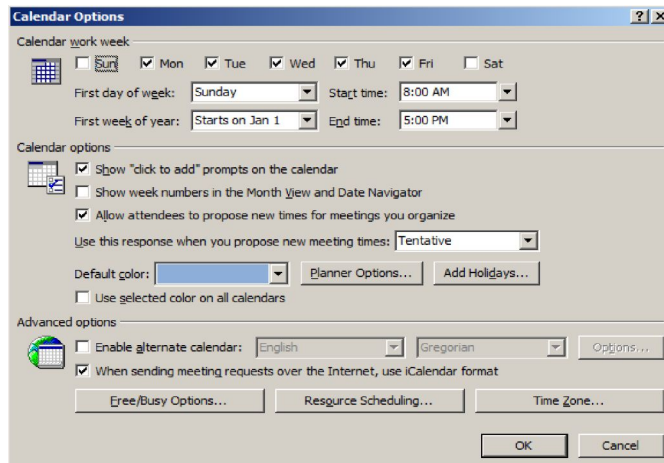 Calendar Options
Calendar work week
Sun Mon Tue Wed Thu Fri Sat
First day of week: Sunday Start time: 8:00 AM
First week of year: Starts on Jan 1 End time: 5:00 PM
Calendar options
Show "click to add" prompts on the calendar
Show week numbers in the Month View and Date Navigator
Allow attendees to propose new times for meetings you organize
Use this response when you propose new meeting times: Tentative
Default color: Planner Options... Add Holidays...
Use selected color on all calendars
Advanced options
Enable alternate calendar: English Gregorian Options...
When sending meeting requests over the Internet, use iCalendar format
Free/Busy Options... Resource Scheduling... Time Zone...
OK Cancel